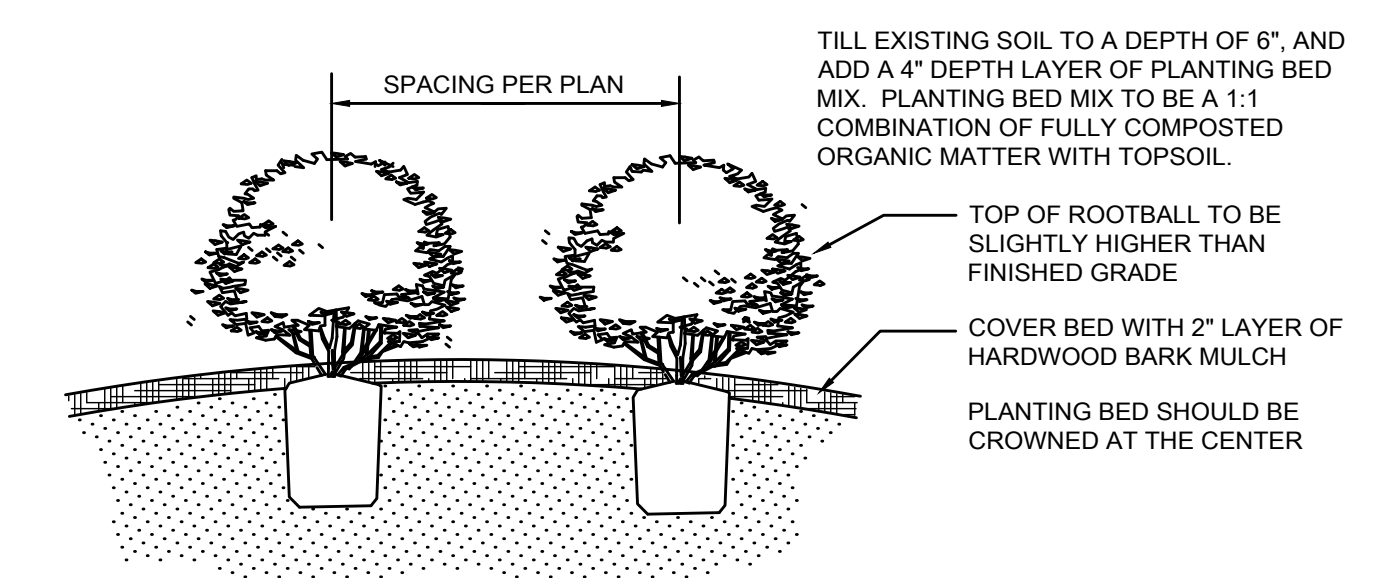 SPACING PER PLAN
TILL EXISTING SOIL TO A DEPTH OF 6", AND
ADD A 4" DEPTH LAYER OF PLANTING BED
MIX.  PLANTING BED MIX TO BE A 1:1
COMBINATION OF FULLY COMPOSTED
ORGANIC MATTER WITH TOPSOIL.
TOP OF ROOTBALL TO BE
SLIGHTLY HIGHER THAN
FINISHED GRADE
COVER BED WITH 2" LAYER OF
HARDWOOD BARK MULCH
PLANTING BED SHOULD BE
CROWNED AT THE CENTER